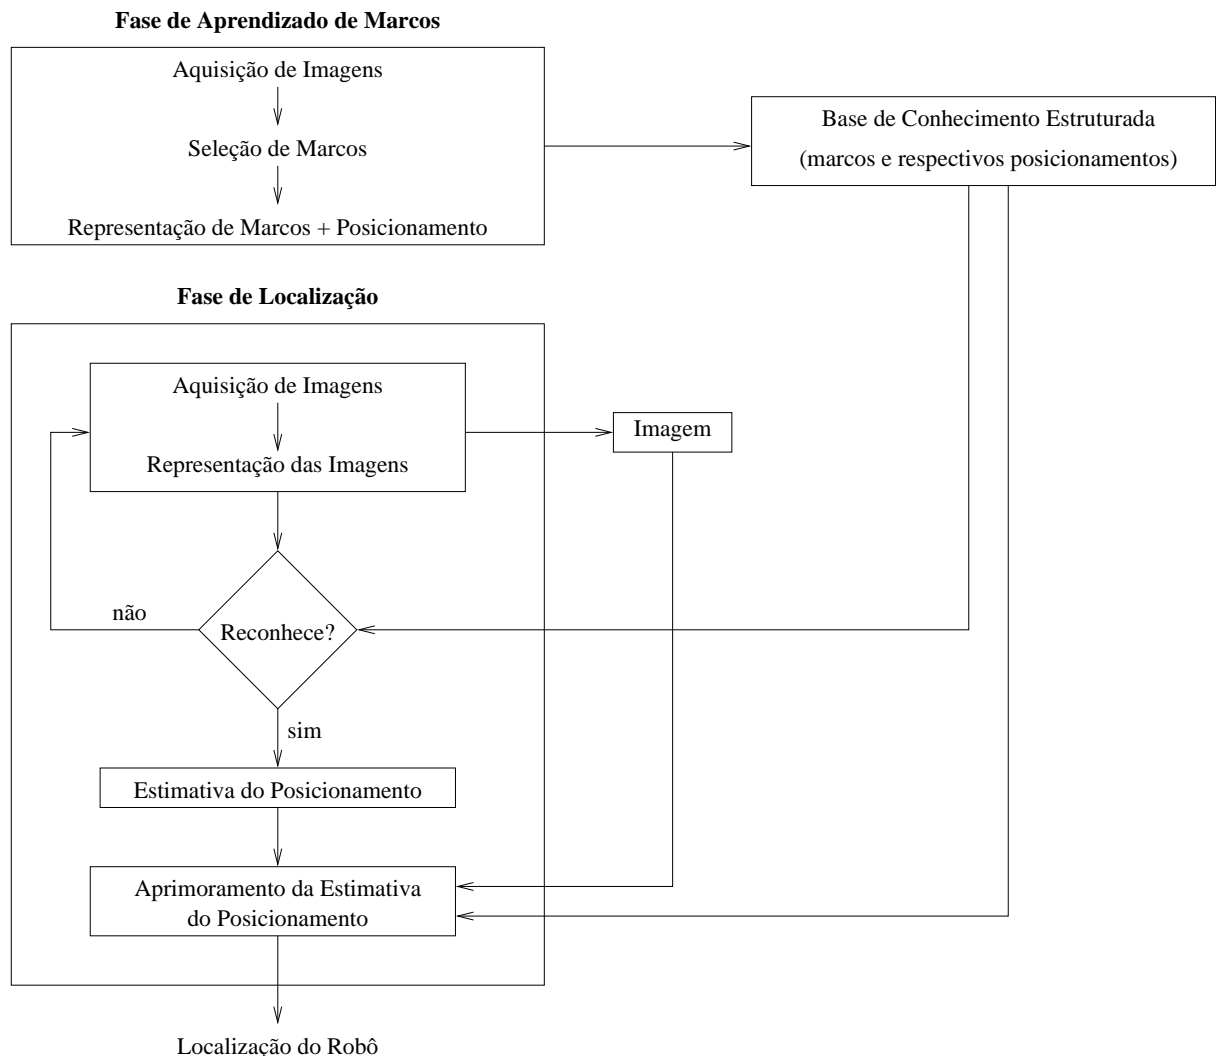 Fase de Aprendizado de Marcos
Aquisição de Imagens
Seleção de Marcos
Representação de Marcos + Posicionamento
Base de Conhecimento Estruturada
(marcos e respectivos posicionamentos)
Fase de Localização
Aquisição de Imagens
Representação das Imagens
Imagem
não
Reconhece?
sim
Estimativa do Posicionamento
Aprimoramento da Estimativa
do Posicionamento
Localização do Robô